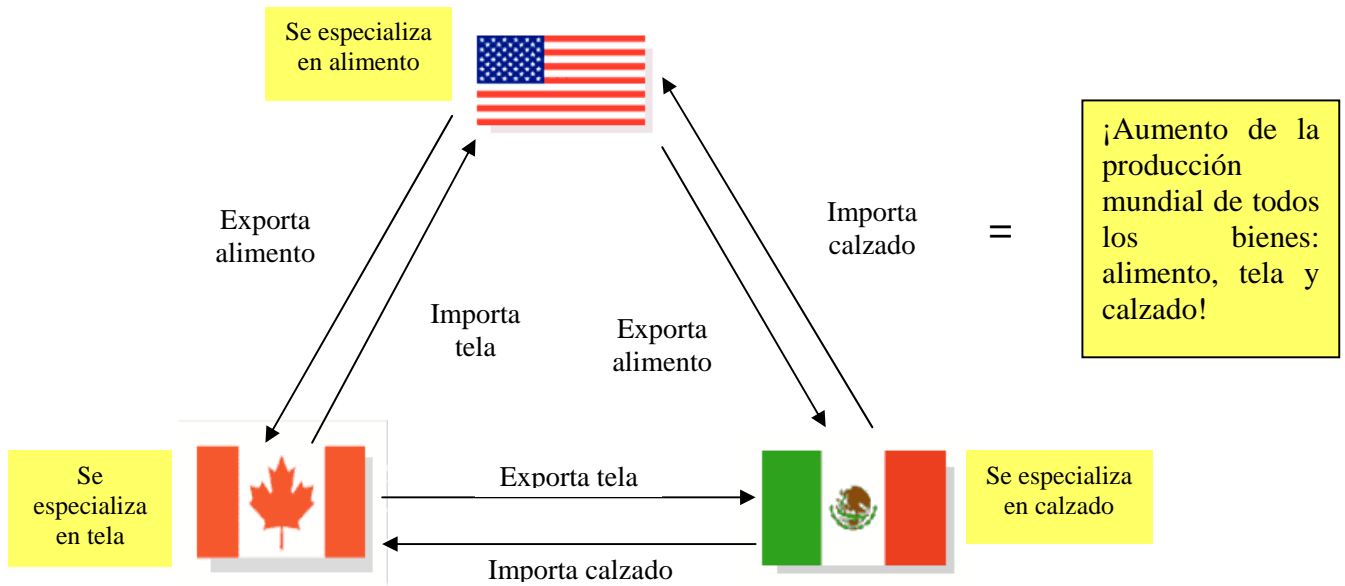 Se especializa
en alimento
¡Aumento de la
producción
mundial de todos
los bienes:
alimento, tela y
calzado!
Importa
calzado
=
Exporta
alimento
Importa
tela
Exporta
alimento
Se
especializa
en tela
Exporta tela
Se especializa
en calzado
Importa calzado